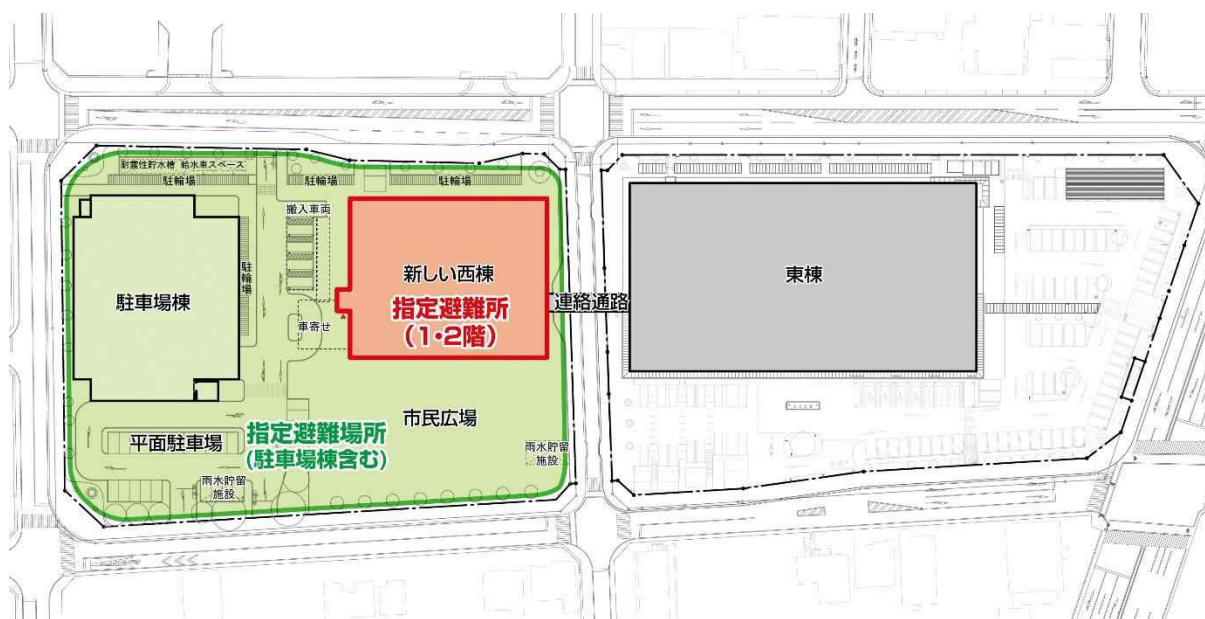 耐震性貯水槽 給水車スペース
駐輪場
駐輪場
駐輪場
搬入車両
駐輪場
駐車場棟
車寄せ
新しい西棟
指定避難所
(1・2階)
連絡通路
東棟
市民広場
指定避難場所
(駐車場棟含む)
平面駐車場
雨水貯留
施設
雨水貯留
施設